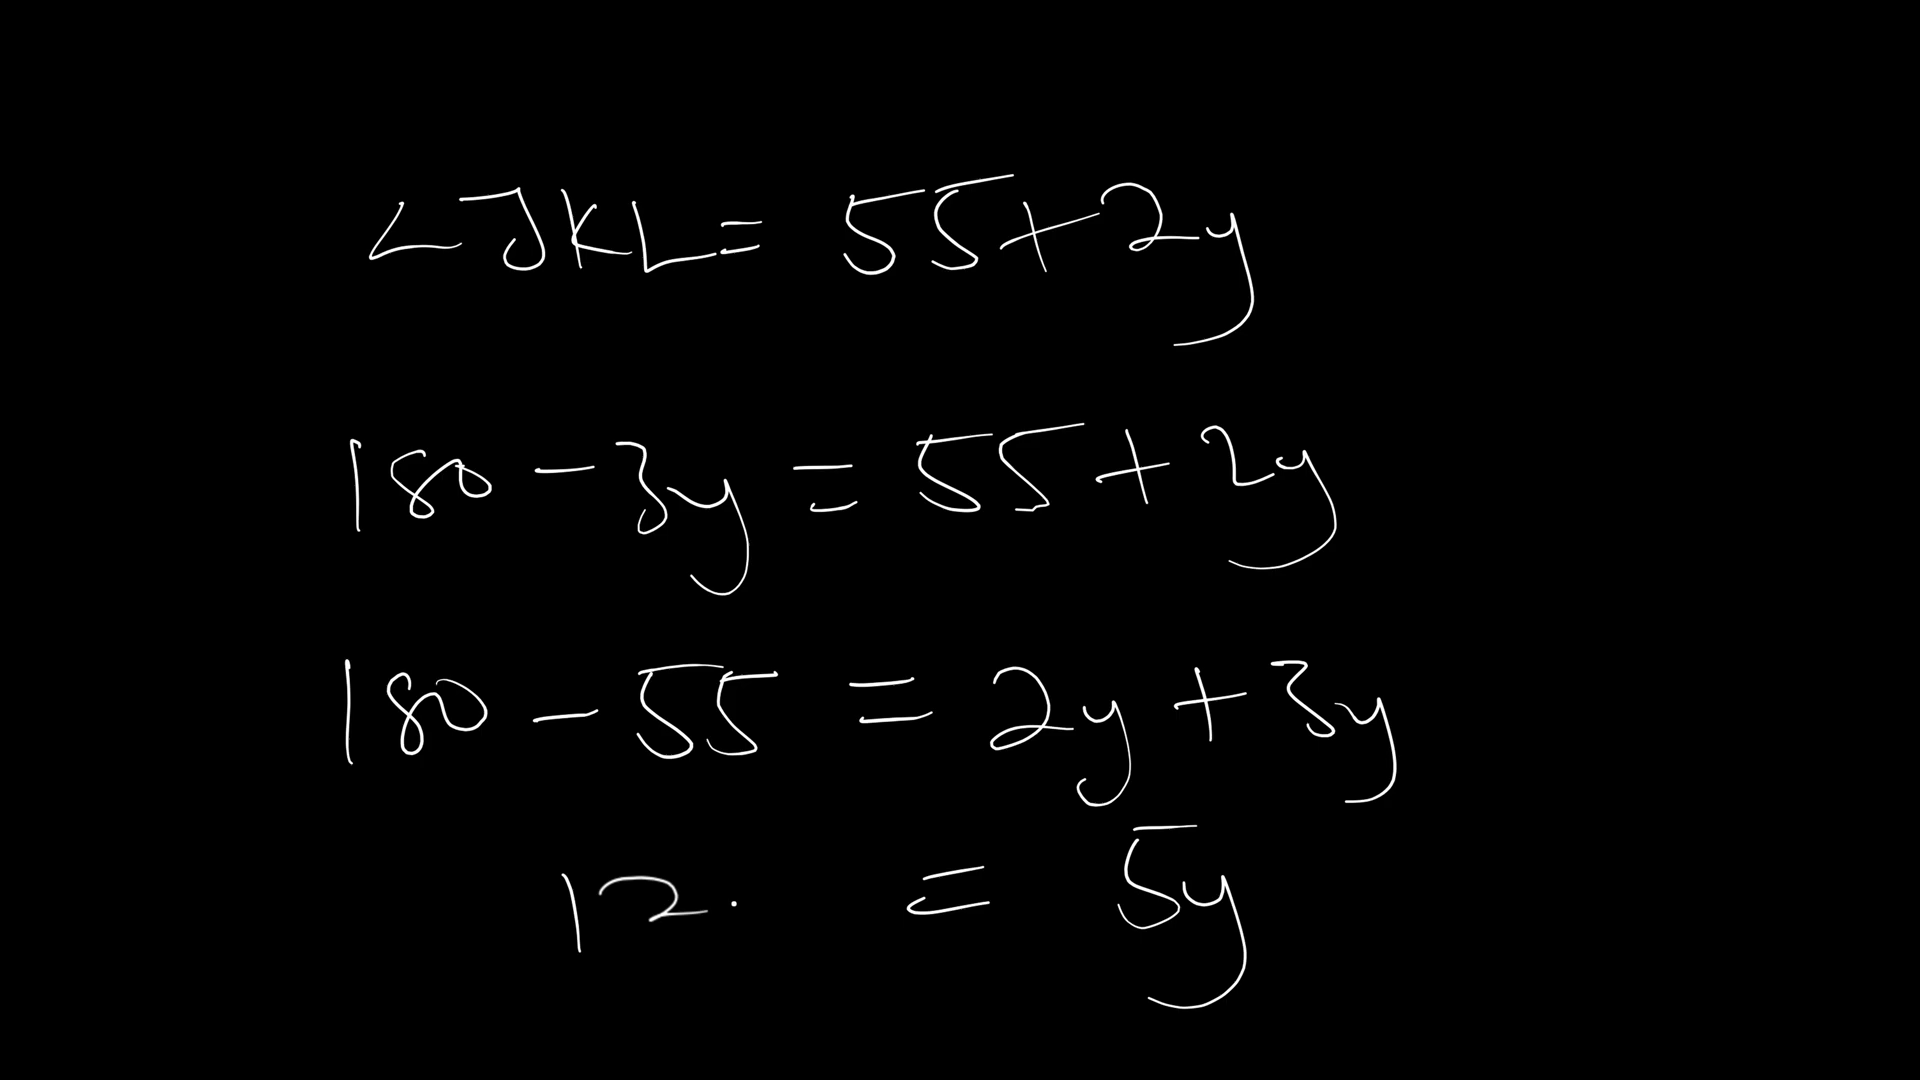 ∠JKL = 55 + 2y
180 - 3y = 55 + 2y
180 - 55 = 2y + 3y
12. = 5y